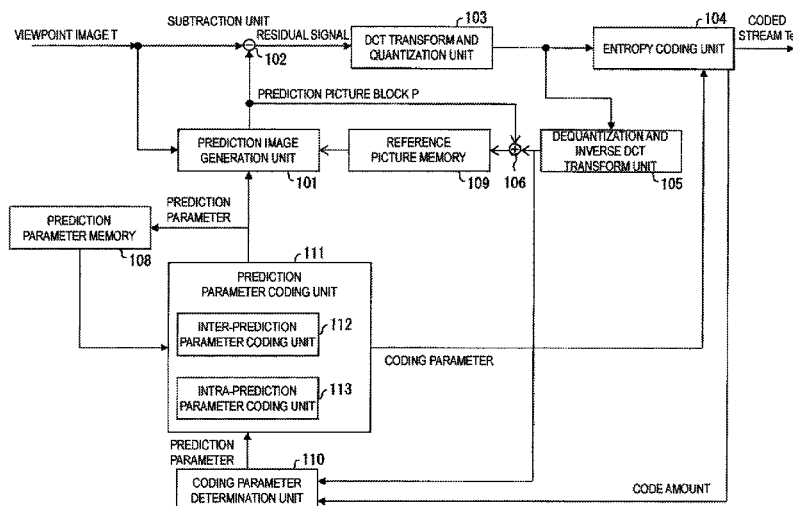 VIEWPOINT IMAGE T
SUBTRACTION UNIT
102
RESIDUAL SIGNAL
103
DCT TRANSFORM AND
QUANTIZATION UNIT
104
ENTROPY CODING UNIT
CODED
STREAM Te
PREDICTION PICTURE BLOCK P
PREDICTION IMAGE
GENERATION UNIT
101
REFERENCE
PICTURE MEMORY
109
106
DEQUANTIZATION AND
INVERSE DCT
TRANSFORM UNIT
105
PREDICTION
PARAMETER
PREDICTION
PARAMETER MEMORY
108
111
PREDICTION
PARAMETER CODING UNIT
112
INTER-PREDICTION
PARAMETER CODING UNIT
113
INTRA-PREDICTION
PARAMETER CODING UNIT
CODING PARAMETER
PREDICTION
PARAMETER
110
CODING PARAMETER
DETERMINATION UNIT
CODE AMOUNT